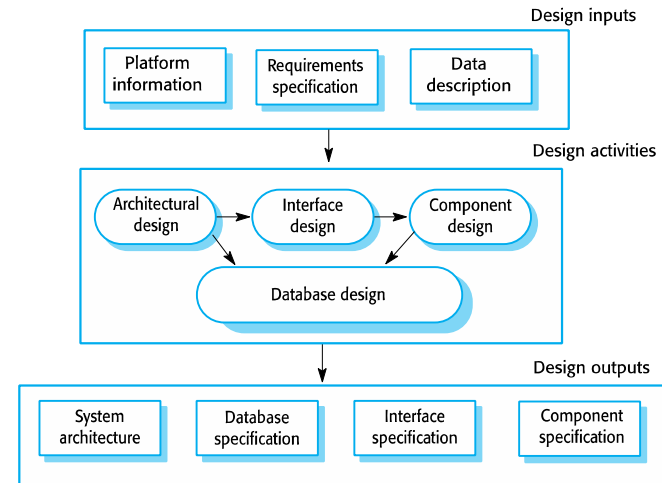 Design inputs
Platform
information
Requirements
specification
Data
description
Design activities
Architectural
design
Interface
design
Component
design
Database design
Design outputs
System
architecture
Database
specification
Interface
specification
Component
specification